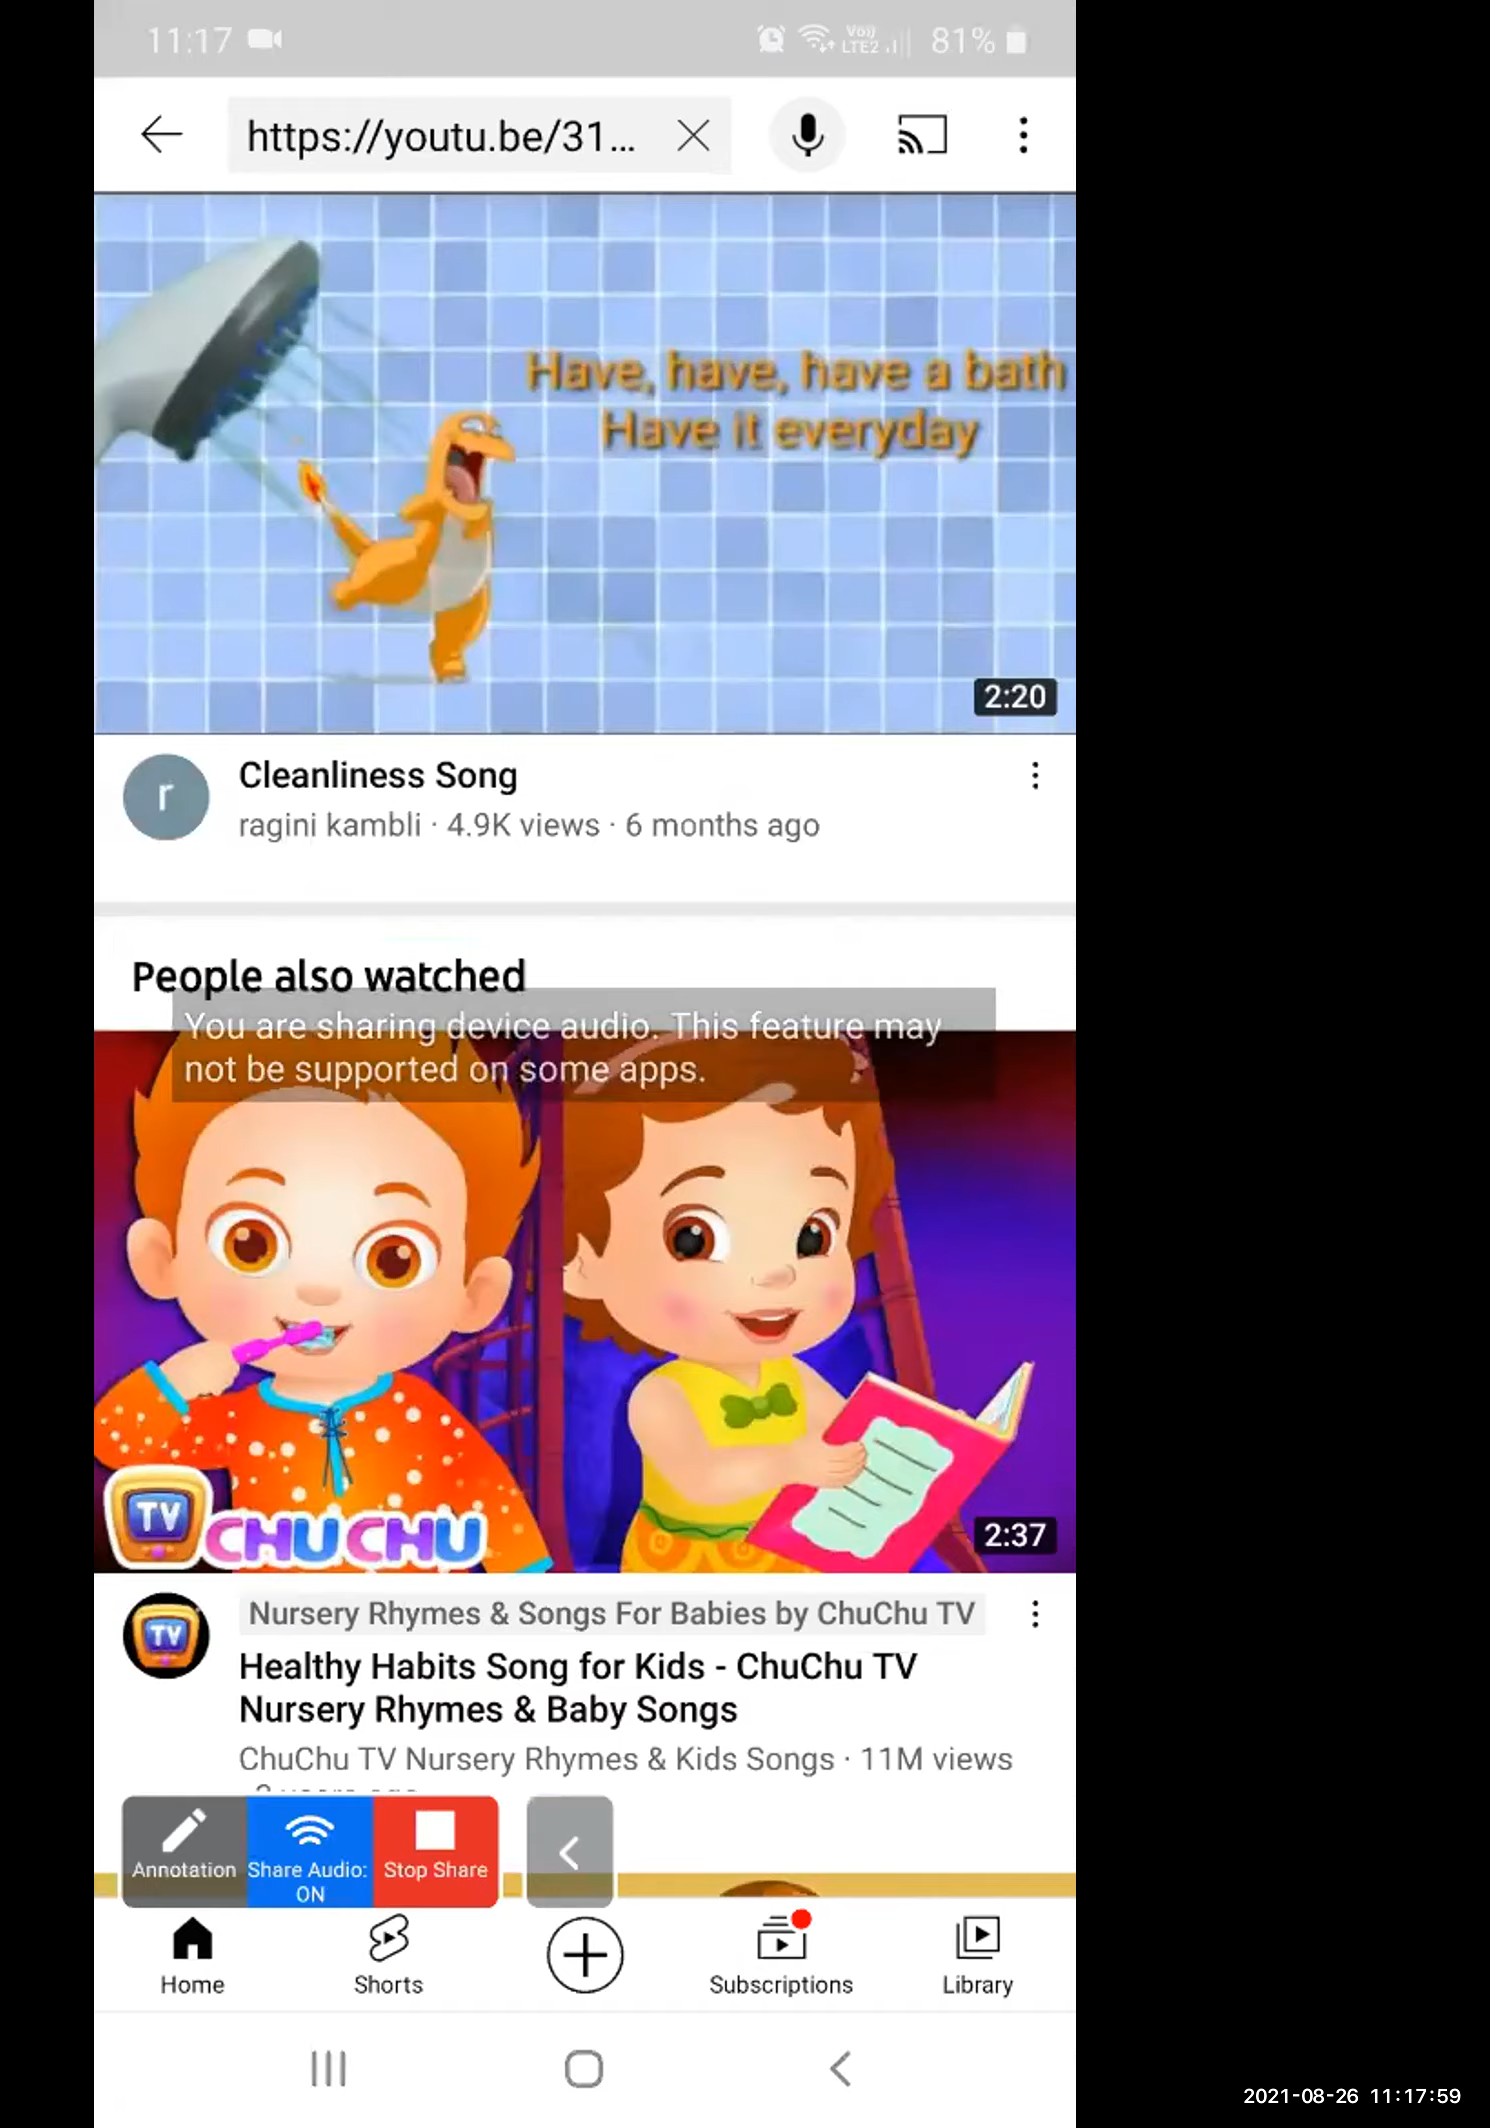 11:17
Vo))
LTE2
81%
https://youtu.be/31...
Have, have, have a bath
Have it everyday
2:20
r
Cleanliness Song
ragini kambli · 4.9K views · 6 months ago
People also watched
You are sharing device audio. This feature may
not be supported on some apps.
TV
CHUCHU
2:37
TV
Nursery Rhymes & Songs For Babies by ChuChu TV
Healthy Habits Song for Kids - ChuChu TV
Nursery Rhymes & Baby Songs
ChuChu TV Nursery Rhymes & Kids Songs · 11M views
Annotation
Share Audio:
ON
Stop Share
Home
Shorts
Subscriptions
Library
2021-08-26 11:17:59